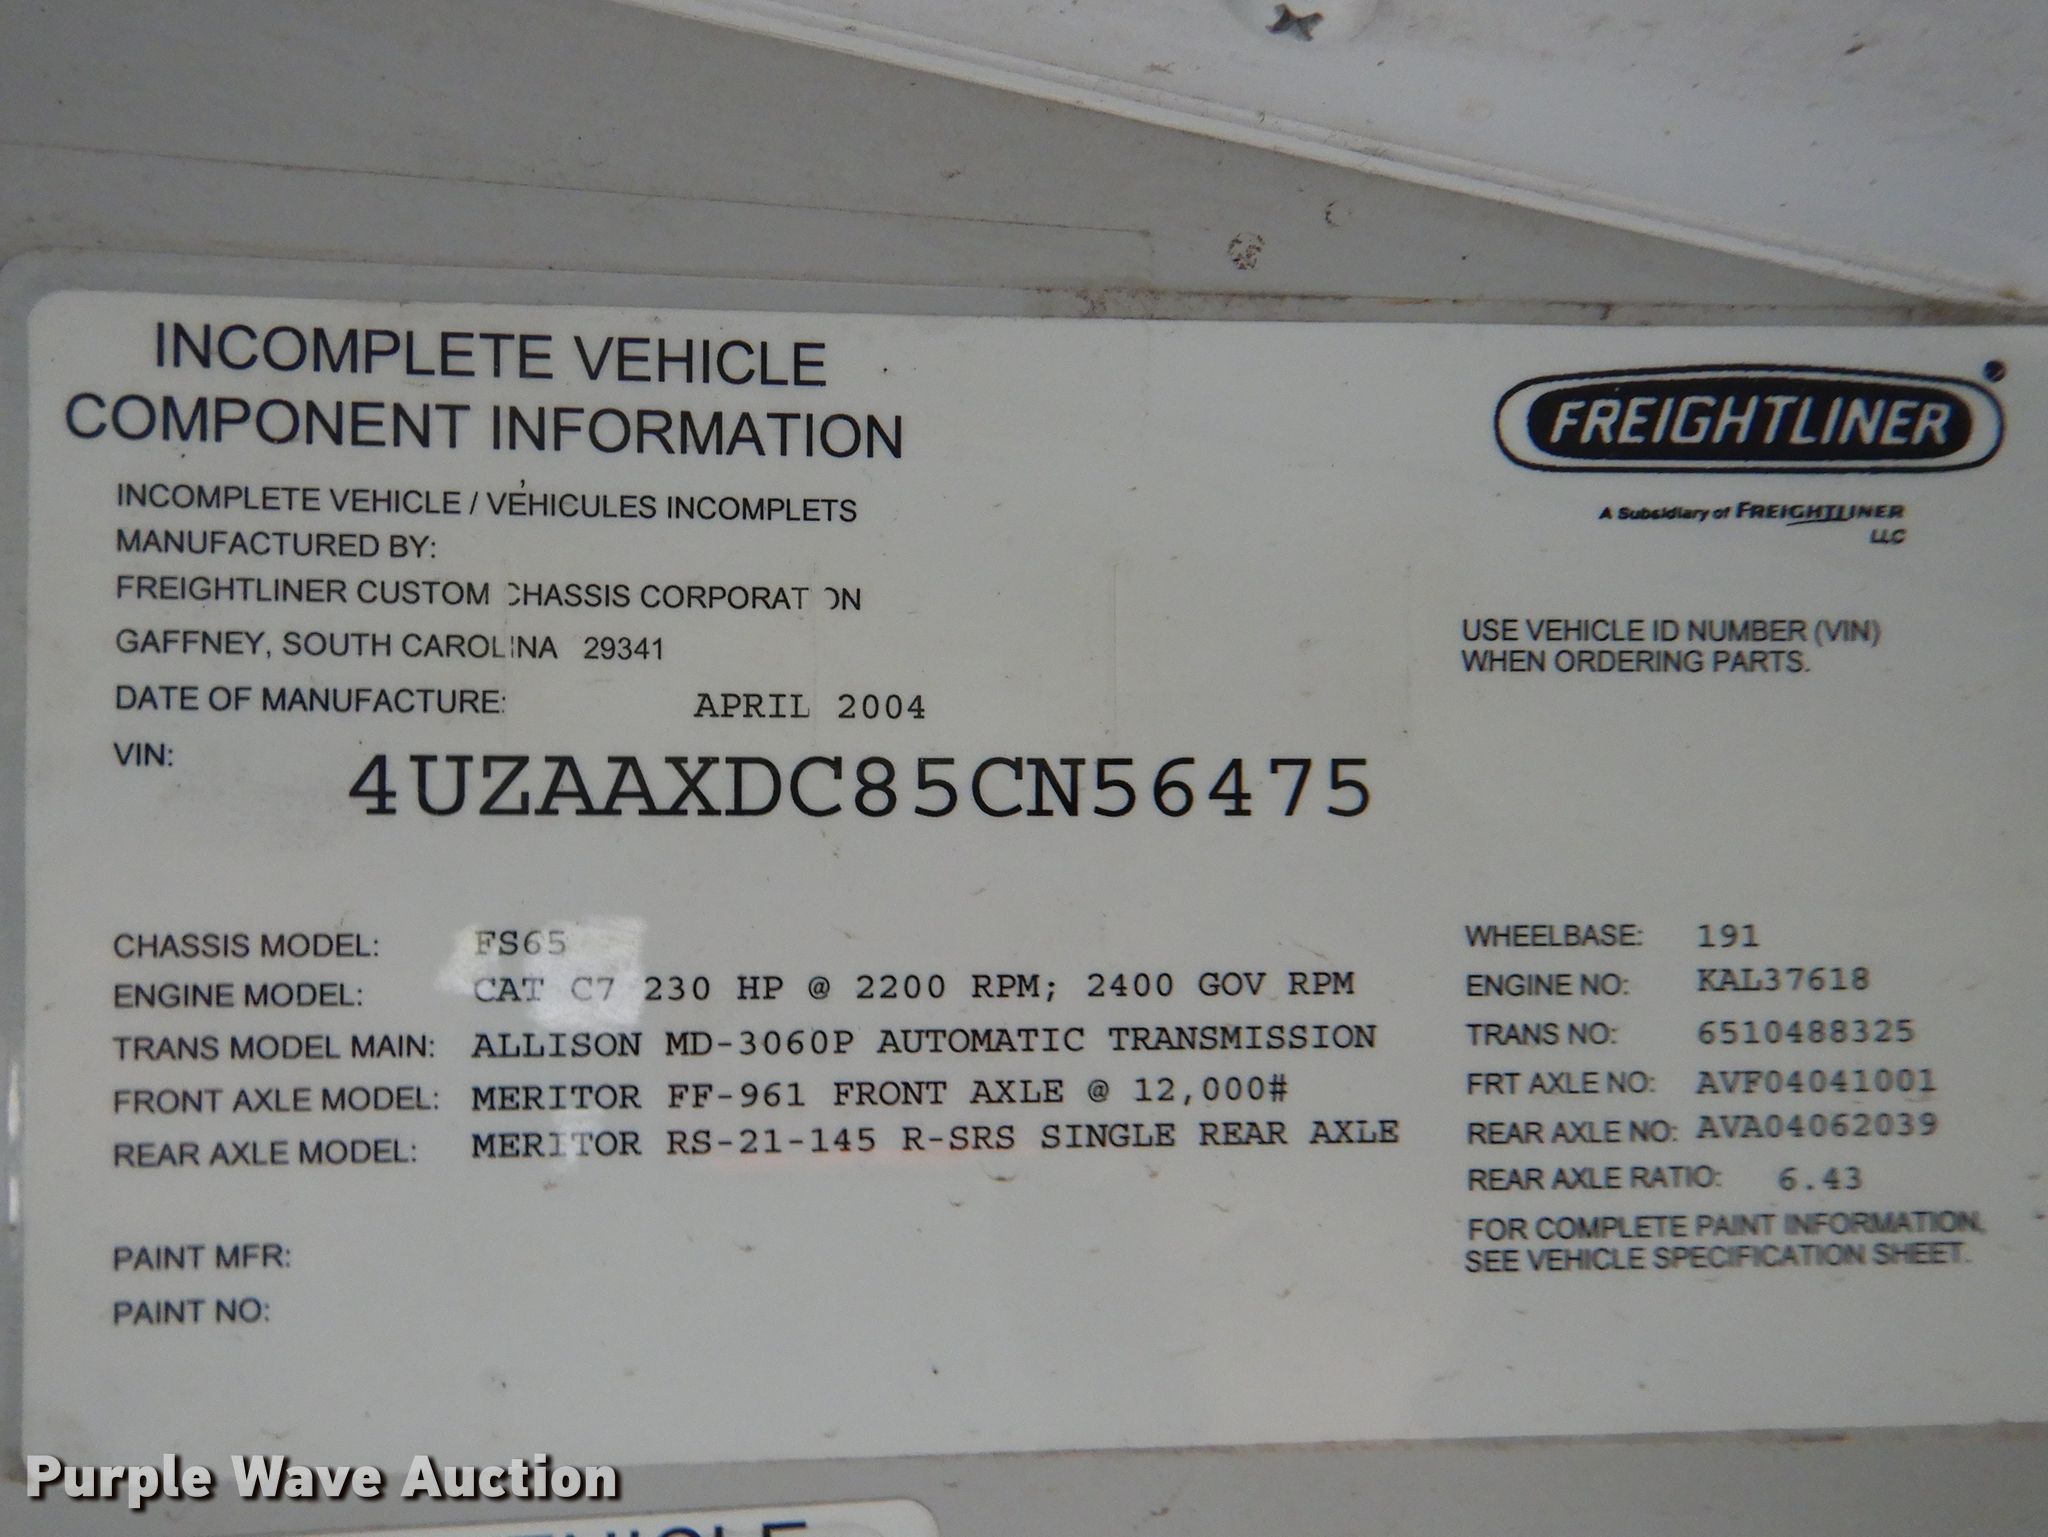 INCOMPLETE VEHICLE
COMPONENT INFORMATION
INCOMPLETE VEHICLE / VÉHICULES INCOMPLETS
MANUFACTURED BY:
FREIGHTLINER CUSTOM CHASSIS CORPORATION
GAFFNEY, SOUTH CAROLINA 29341
DATE OF MANUFACTURE: APRIL 2004
VIN: 4UZAAXDC85CN56475
FREIGHTLINER
A Subsidiary of FREIGHTLINER
LLC
USE VEHICLE ID NUMBER (VIN)
WHEN ORDERING PARTS.
CHASSIS MODEL: FS65
ENGINE MODEL: CAT C7 230 HP @ 2200 RPM; 2400 GOV RPM
TRANS MODEL MAIN: ALLISON MD-3060P AUTOMATIC TRANSMISSION
FRONT AXLE MODEL: MERITOR FF-961 FRONT AXLE @ 12,000#
REAR AXLE MODEL: MERITOR RS-21-145 R-SRS SINGLE REAR AXLE
PAINT MFR:
PAINT NO:
WHEELBASE: 191
ENGINE NO: KAL37618
TRANS NO: 6510488325
FRT AXLE NO: AVF04041001
REAR AXLE NO: AVA04062039
REAR AXLE RATIO: 6.43
FOR COMPLETE PAINT INFORMATION,
SEE VEHICLE SPECIFICATION SHEET.
Purple Wave Auction